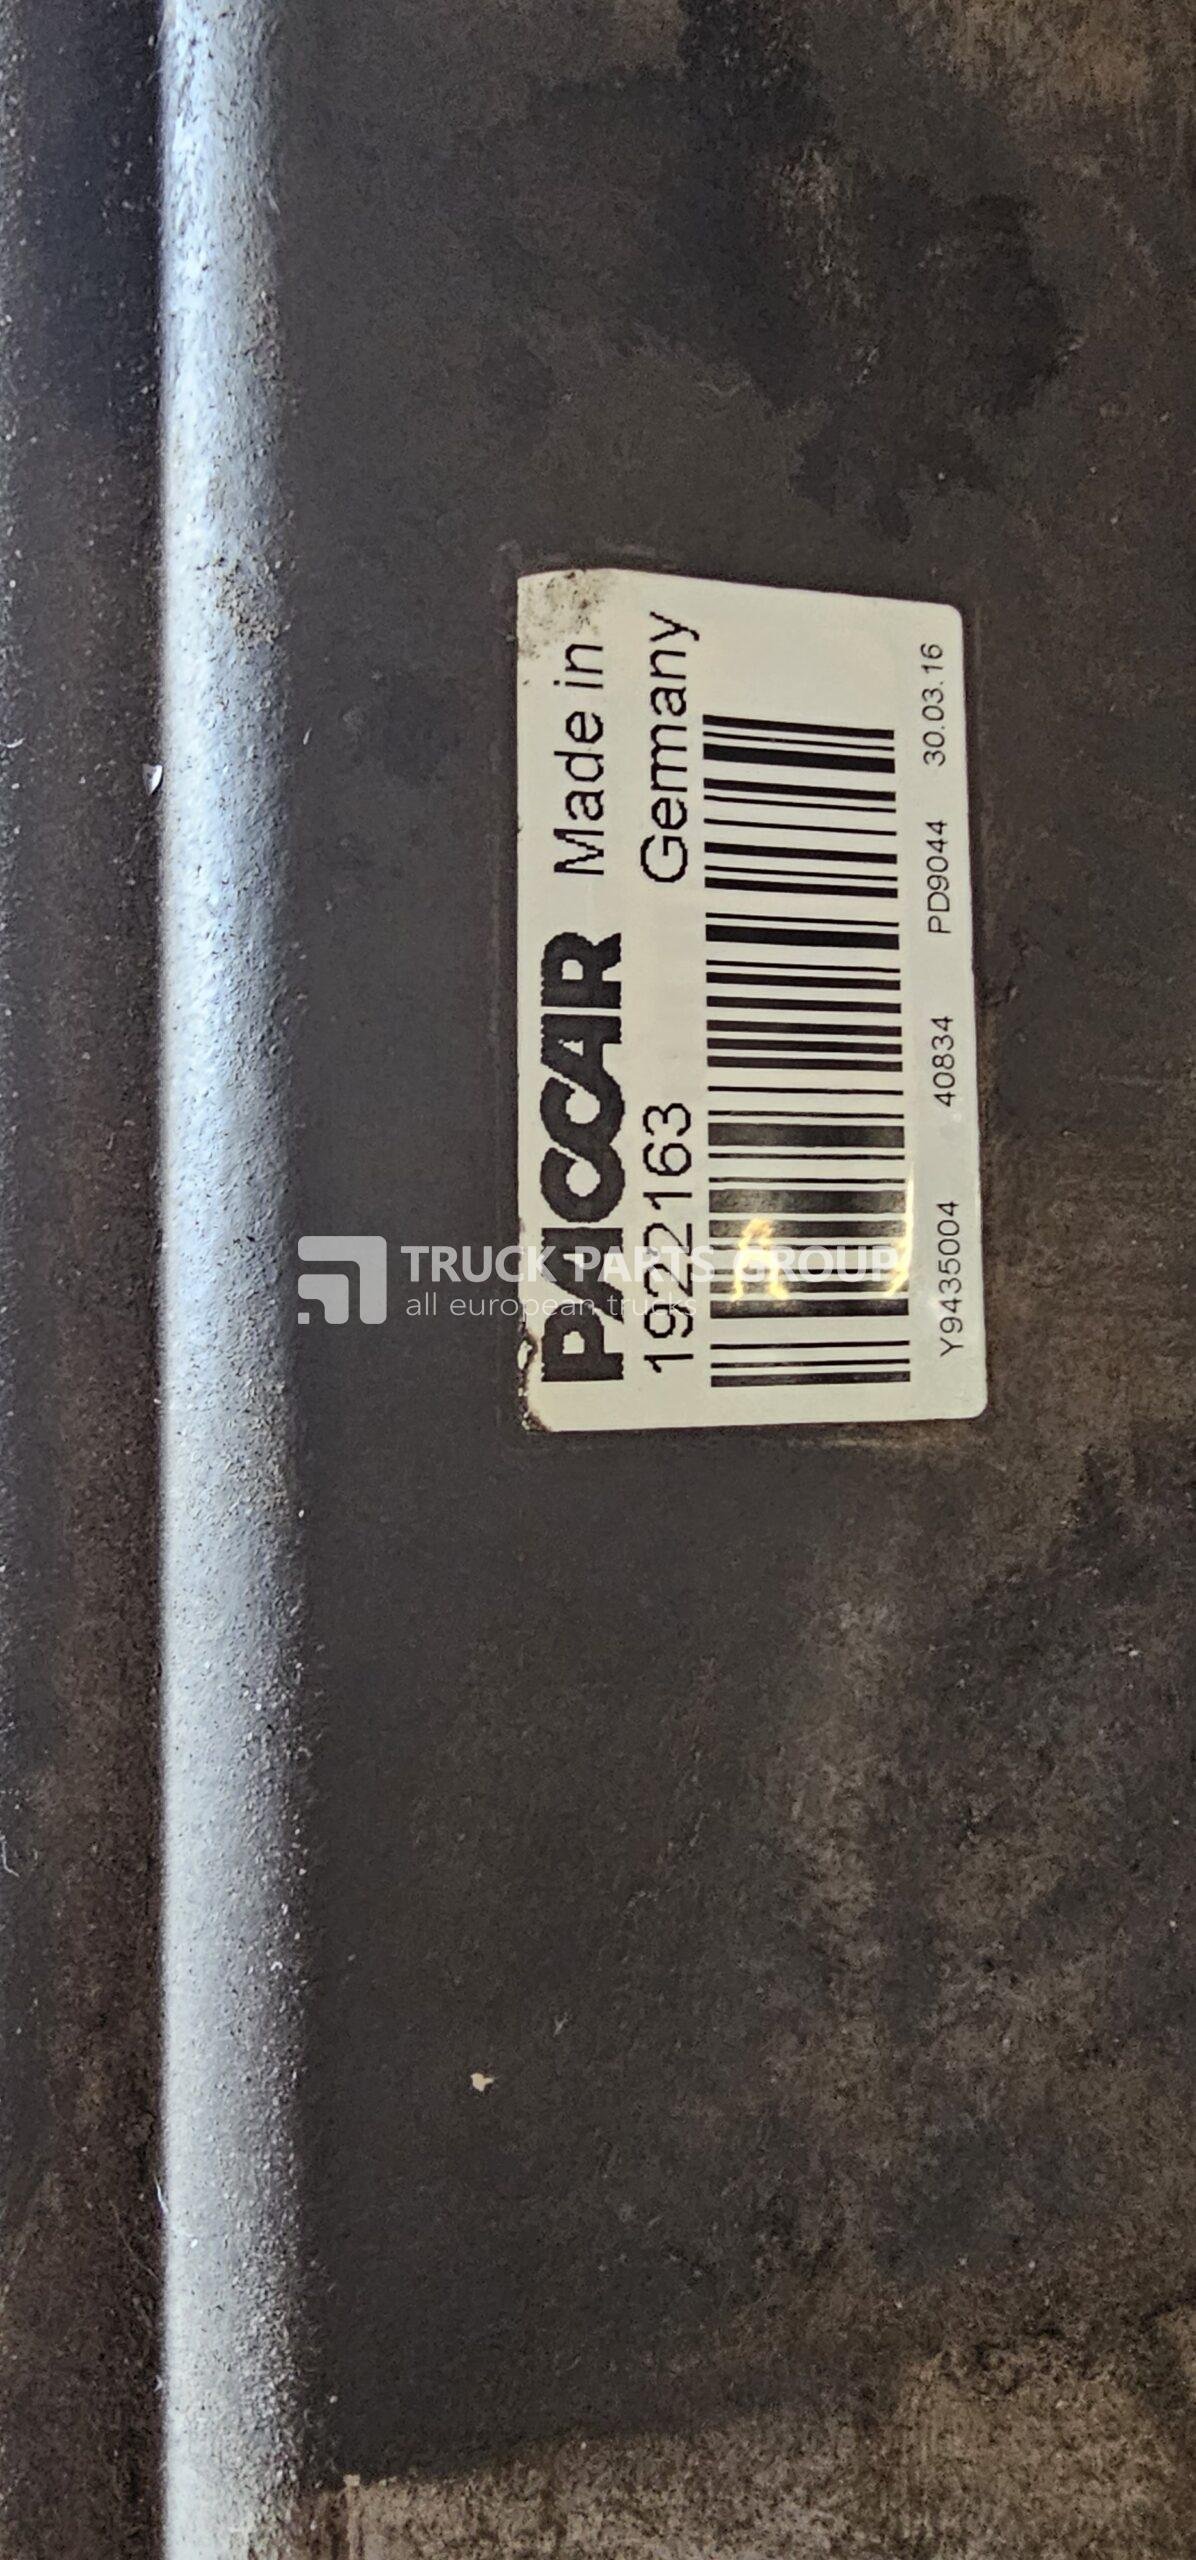 PACCAR Made in
1922163 Germany
Y9435004 40834 PD9044 30.03.16
TRUCK PARTS GROUP
all european trucks